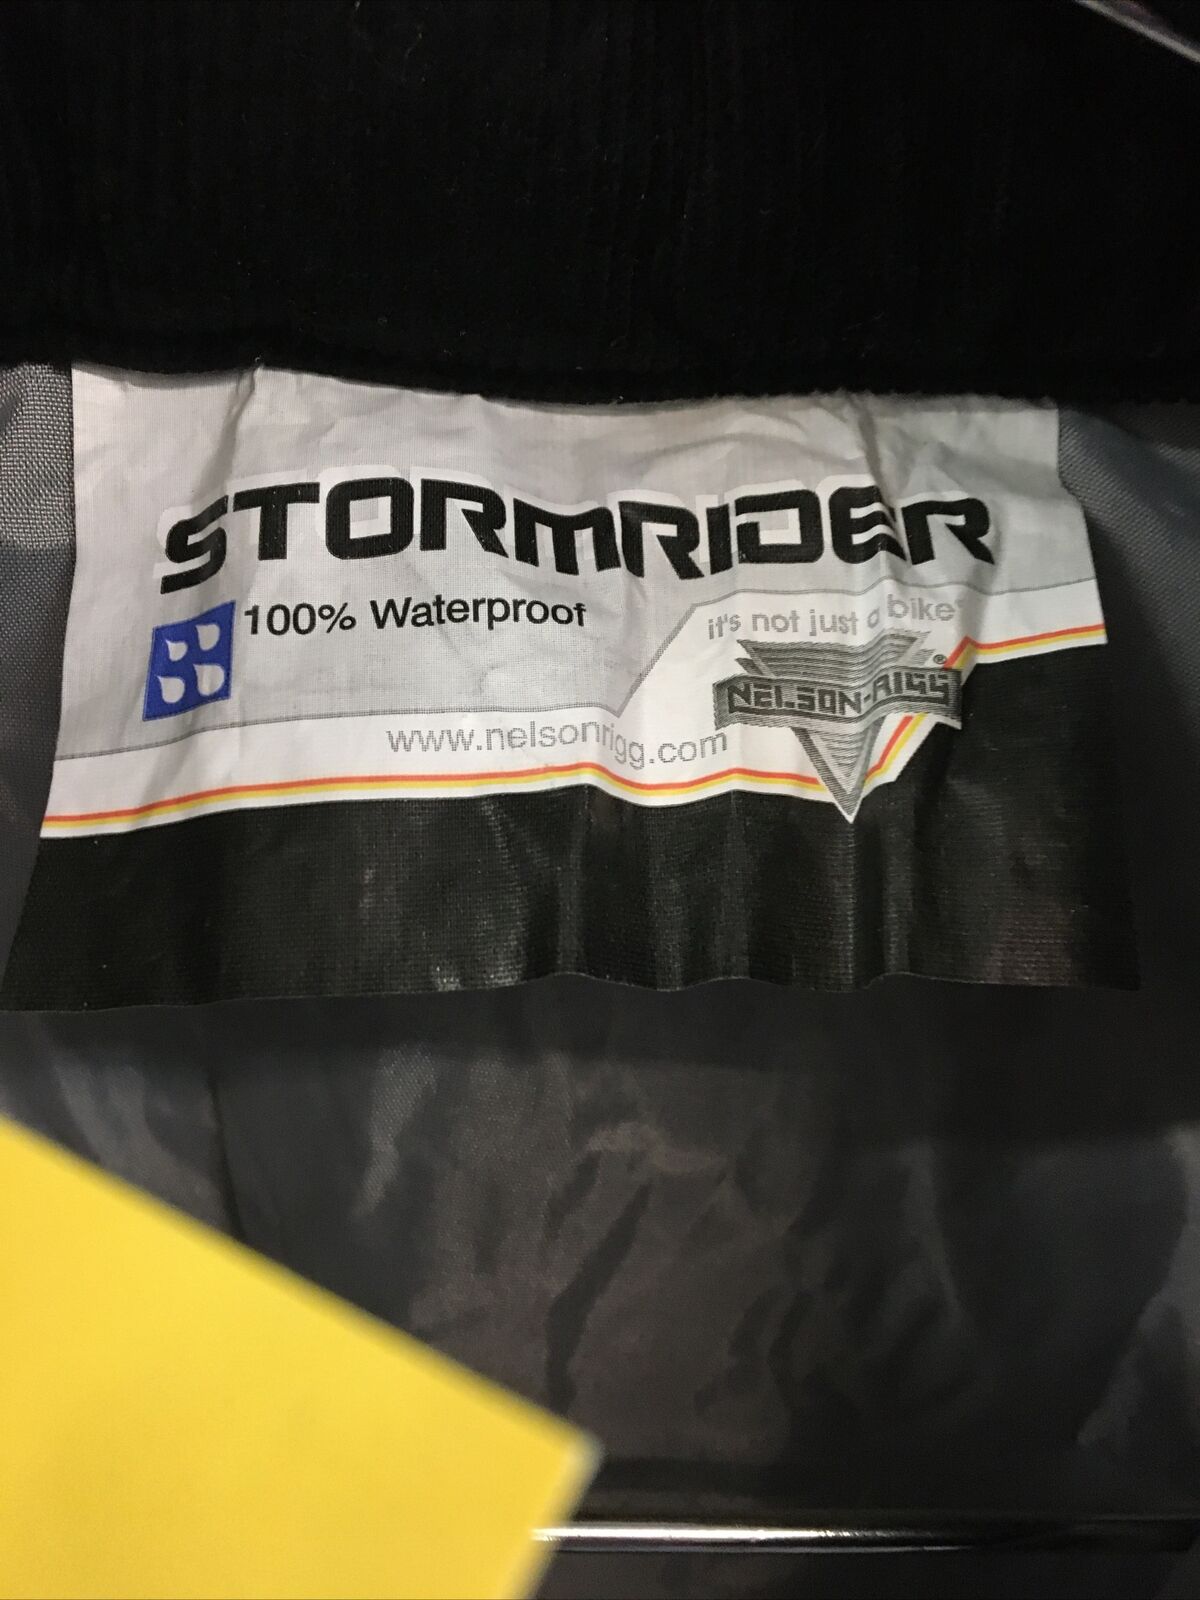 STORMRIDER
100% Waterproof
it's not just a bike®
NELSON-RIGG®
www.nelsonrigg.com